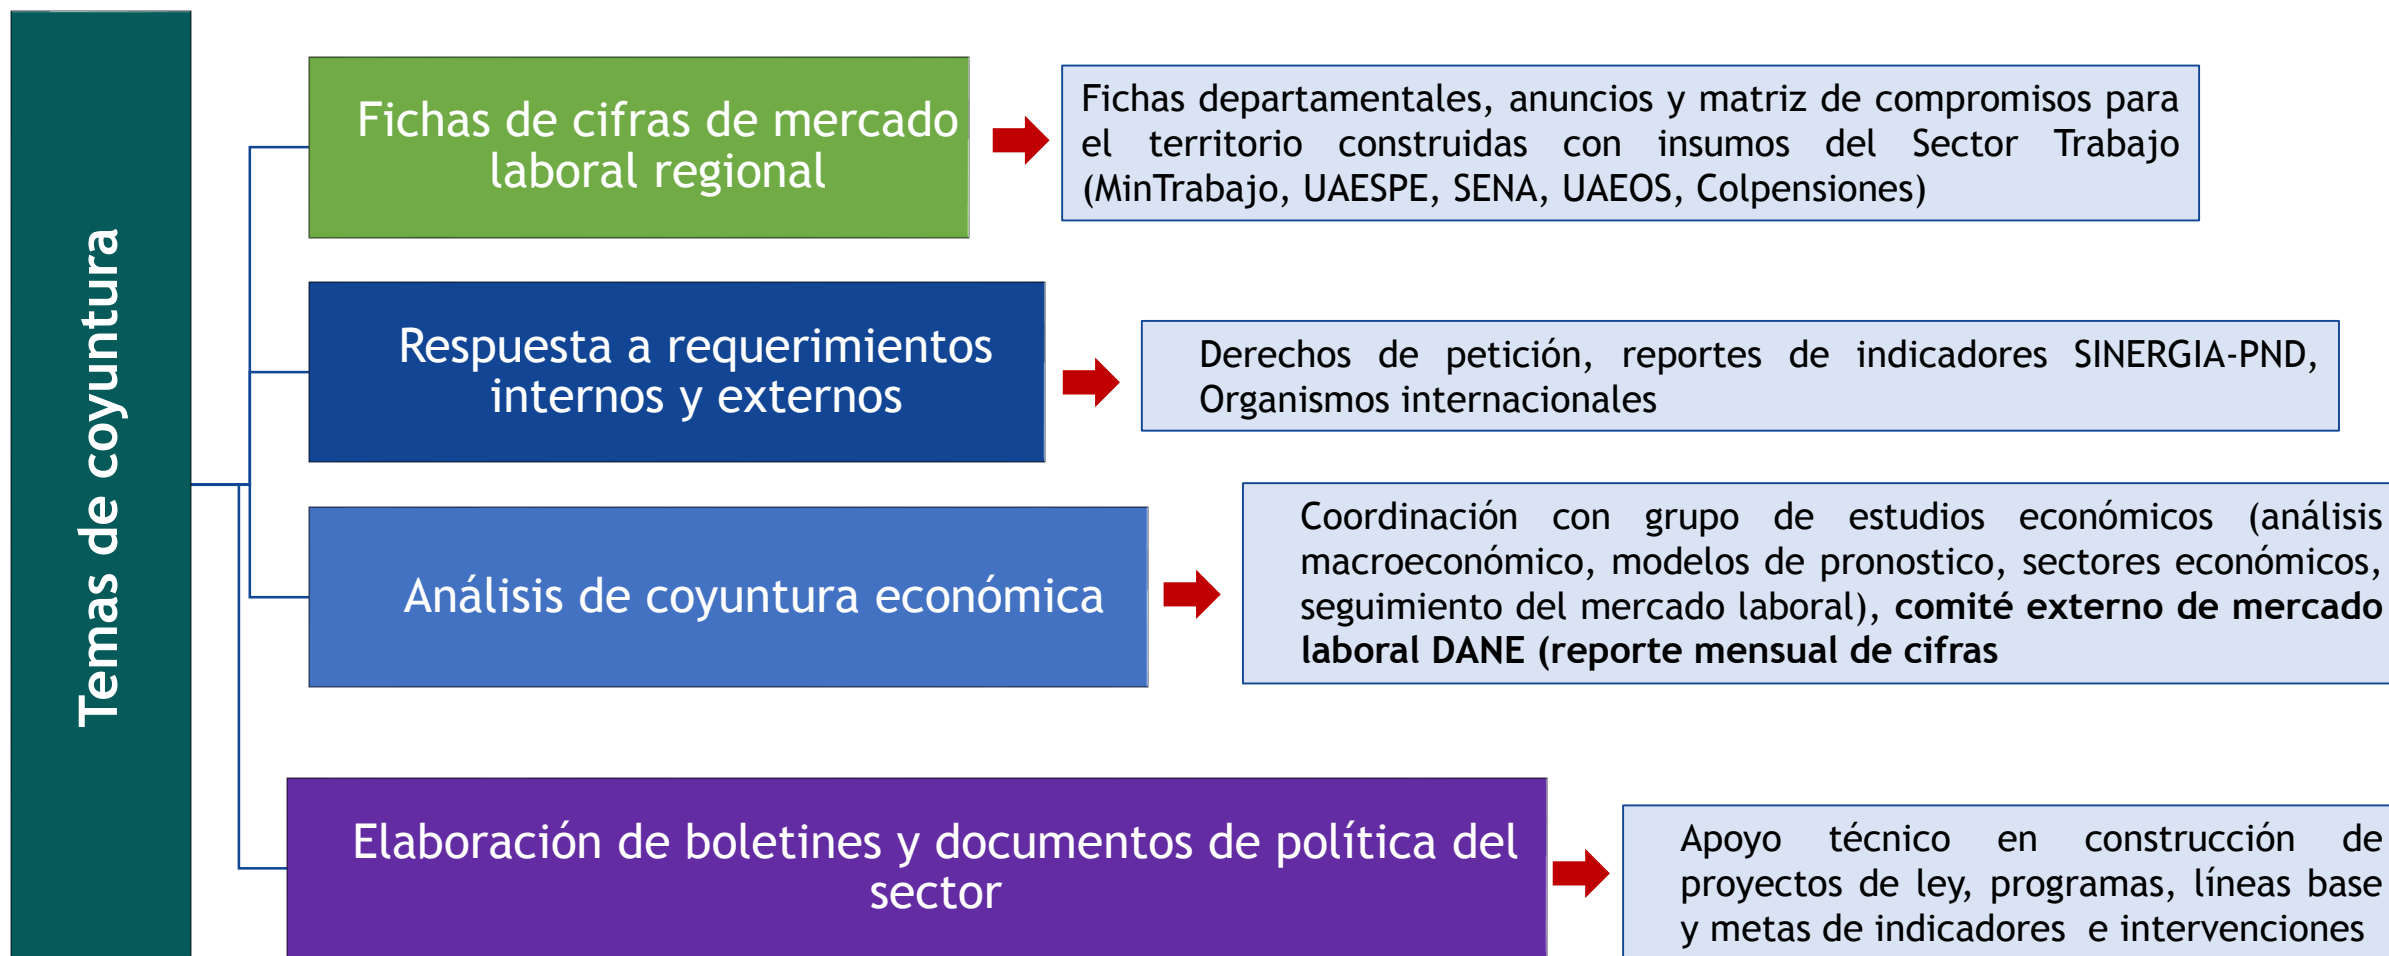 Temas de coyuntura
Fichas de cifras de mercado
laboral regional
Fichas departamentales, anuncios y matriz de compromisos para
el territorio construidas con insumos del Sector Trabajo
(MinTrabajo, UAESPE, SENA, UAEOS, Colpensiones)
Respuesta a requerimientos
internos y externos
Derechos de petición, reportes de indicadores SINERGIA-PND,
Organismos internacionales
Análisis de coyuntura económica
Coordinación con grupo de estudios económicos (análisis
macroeconómico, modelos de pronostico, sectores económicos,
seguimiento del mercado laboral), comité externo de mercado
laboral DANE (reporte mensual de cifras
Elaboración de boletines y documentos de política del
sector
Apoyo técnico en construcción de
proyectos de ley, programas, líneas base
y metas de indicadores e intervenciones